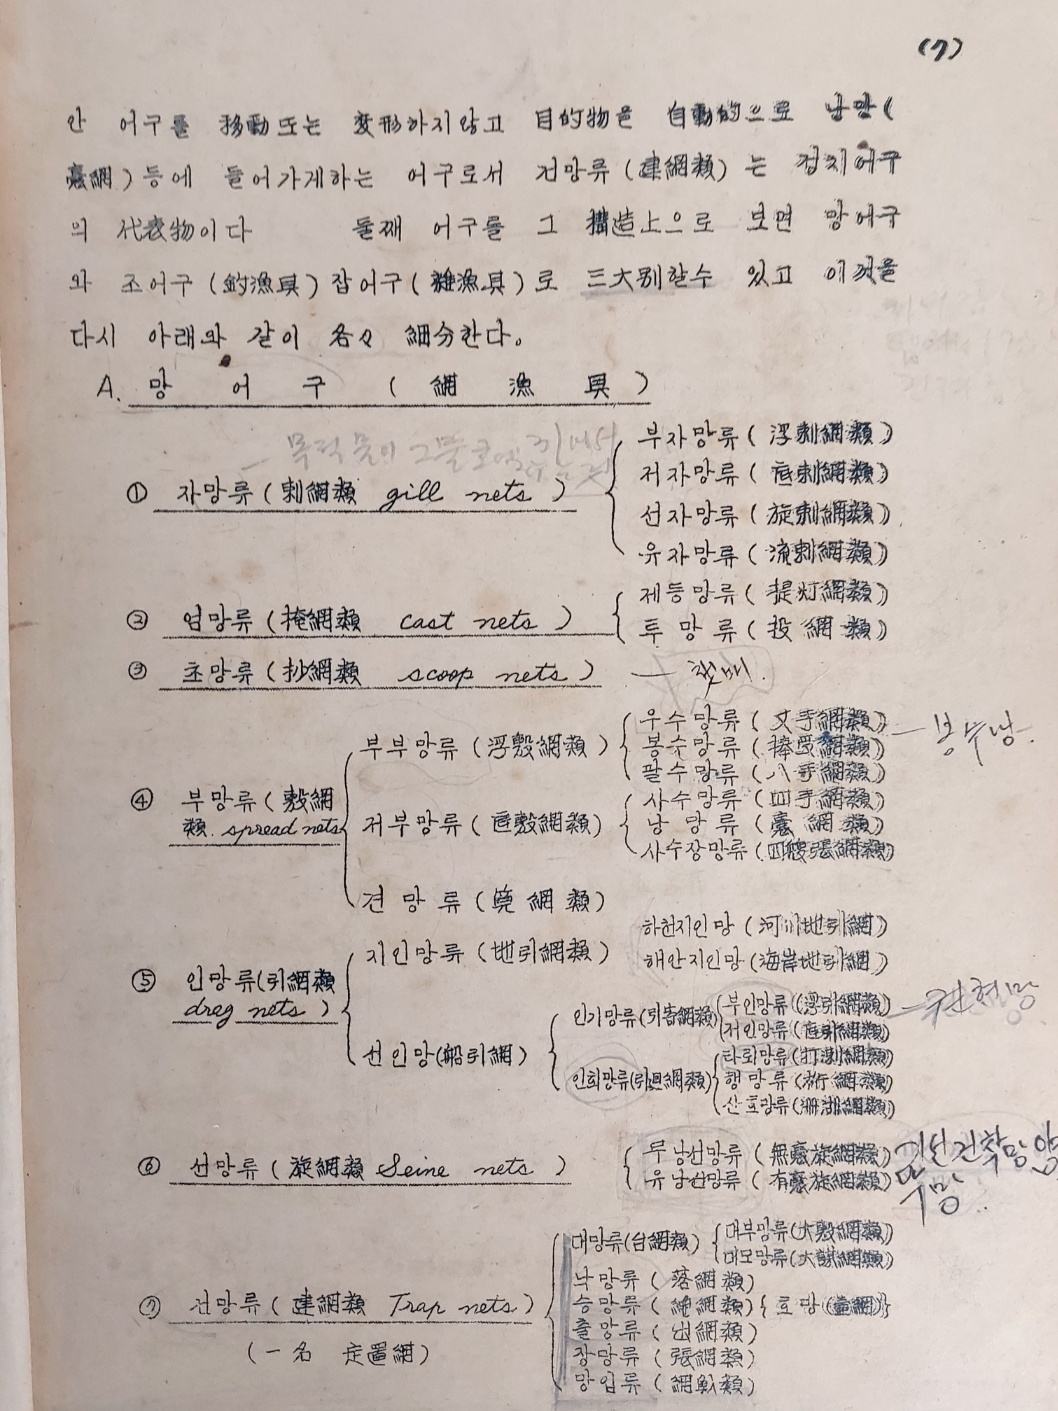 (7)
안 어구를 移動또는 変形하지않고 目的物을 自動的으로 낭망(
囊網)등에 들어가게하는 어구로서 건망류(建網類)는 정치어구
의 代表物이다 둘째 어구를 그 構造上으로 보면 망어구
와 조어구(釣漁具)잡어구(雜漁具)로 三大別할수 있고 이것을
다시 아래와 같이 各々 細分한다。
A. 망 어 구 ( 網 漁 具 )
부자망류(浮刺網類)
저자망류(底刺網類)
① 자망류(刺網類 gill nets )
선자망류(旋刺網類)
유자망류(流刺網類)
제등망류(提灯網類)
② 엄망류(掩網類 cast nets )
투 망 류(投 網 類)
③ 초망류(抄網類 scoop nets )
우수망류(丈手網類)
부부망류(浮敷網類) 봉수망류(捧受網類) — 봉수망
팔수망류(八手網類)
④ 부망류(敷網
사수망류(四手網類)
類. spread nets
저부망류(底敷網類) 낭 망 류(囊 網 類)
사수장망류(四艘張網類)
견 망 류( 網 類)
하천지인망(河川地引網)
지인망류(地引網類)
해안지인망(海岸地引網)
⑤ 인망류(引網類
dreg nets )
인기망류(引寄網類) 부인망류(浮引網類) — 권현망
저인망류(底引網類)
선인망(船引網)
타뢰망류(打瀬網類)
인회망류(引廻網類) 행망류(桁網類)
산호망류(珊瑚網類)
⑥ 선망류(旋網類 Seine nets )
무낭선망류(無囊旋網類)
유낭선망류(有囊旋網類)
대망류(台網類) 대부망류(大敷網類)
대모망류(大謀網類)
낙망류(落網類)
⑦ 건망류(建網類 Trap nets) 승망류(網類) { 호망(壷網)}
출망류(出網類)
(一名 定置網) 장망류(張網類)
망입류(網類)